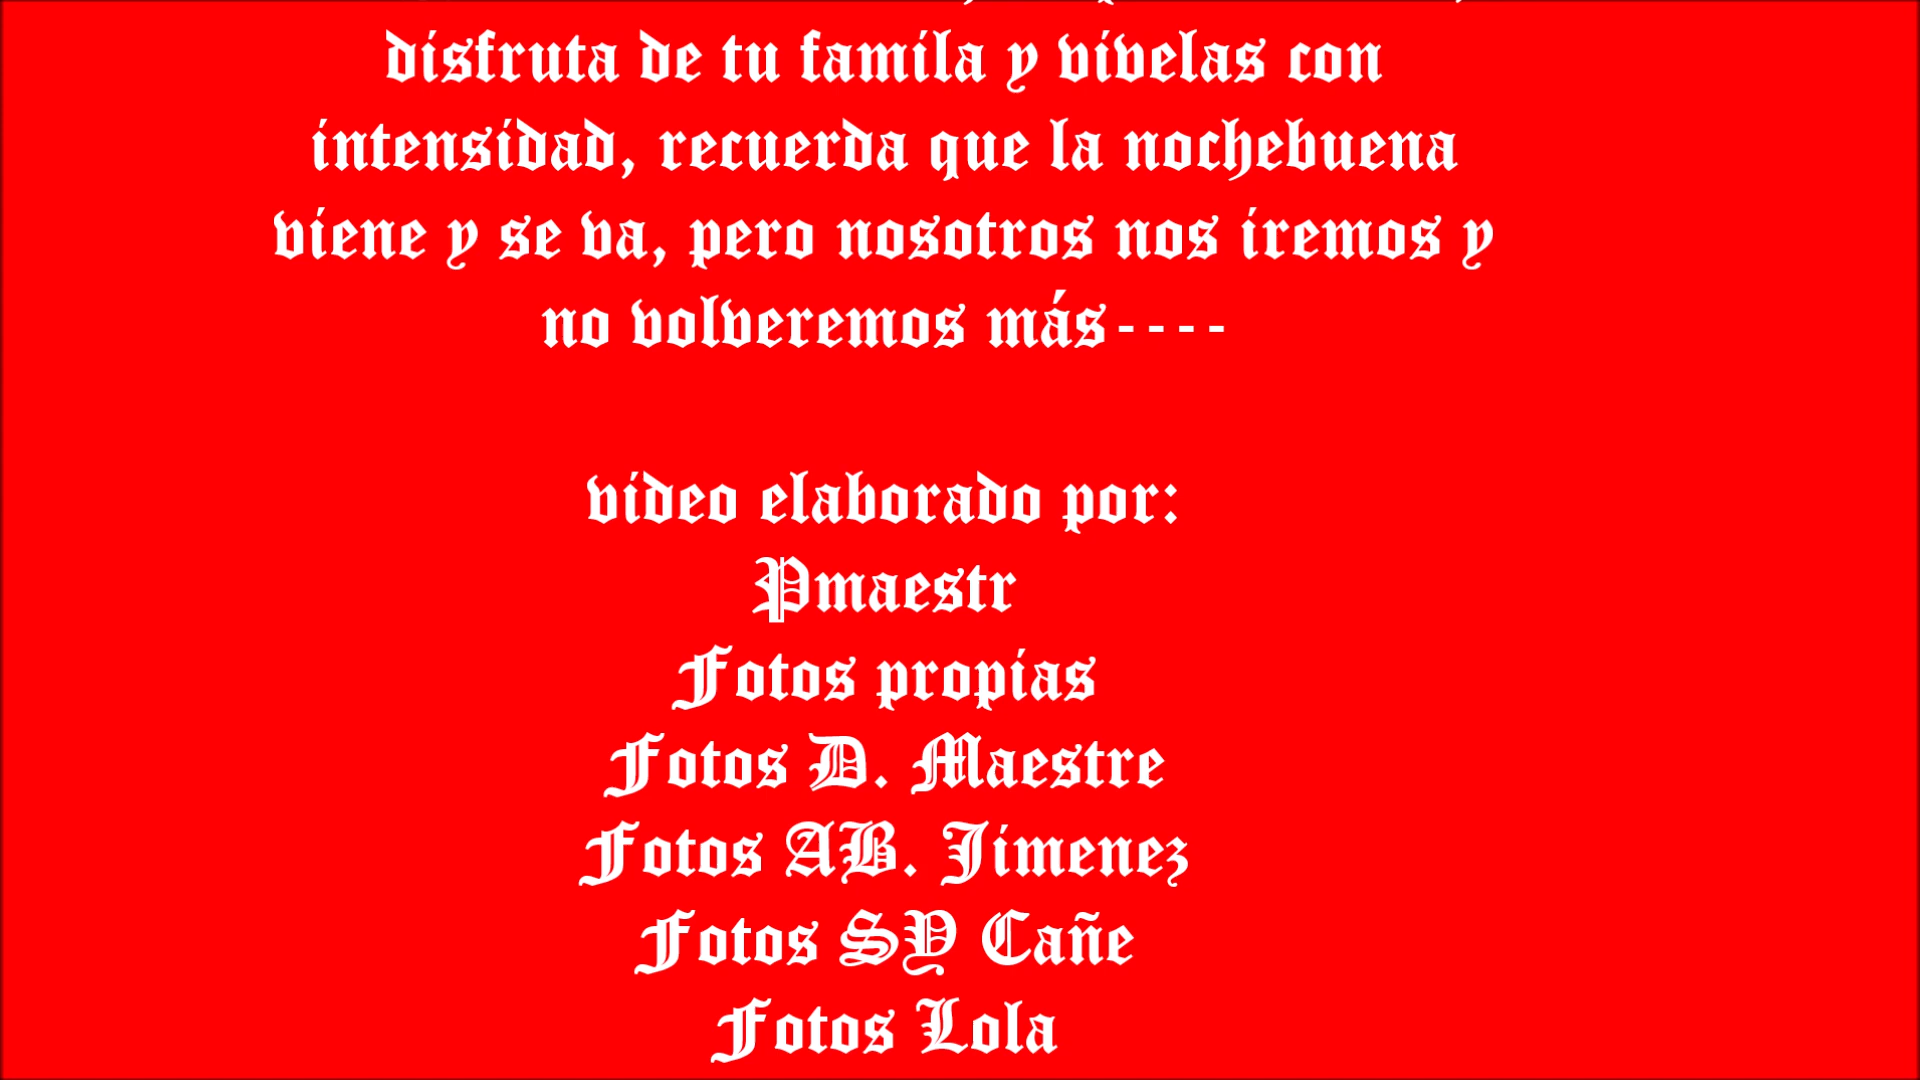 disfruta de tu famila y vivelas con
intensidad, recuerda que la nochebuena
viene y se va, pero nosotros nos iremos y
no volveremos más----
video elaborado por:
Pmaestr
Fotos propias
Fotos D. Maestre
Fotos AB. Jimenez
Fotos SY Cañe
Fotos Lola